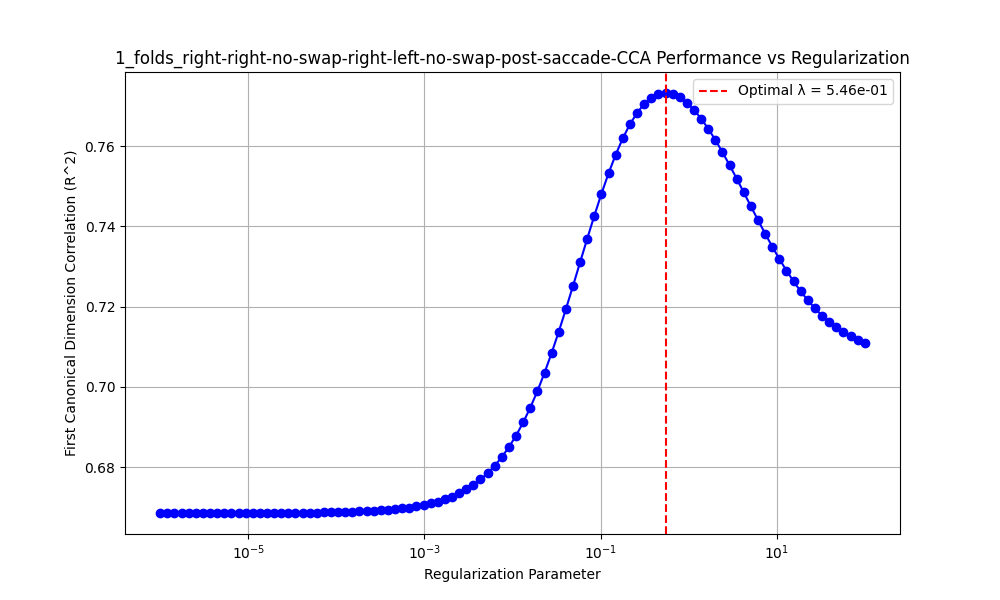 1_folds_right-right-no-swap-right-left-no-swap-post-saccade-CCA Performance vs Regularization
Optimal λ = 5.46e-01
First Canonical Dimension Correlation (R^2)
0.76
0.74
0.72
0.70
0.68
10⁻⁵ 10⁻³ 10⁻¹ 10¹
Regularization Parameter